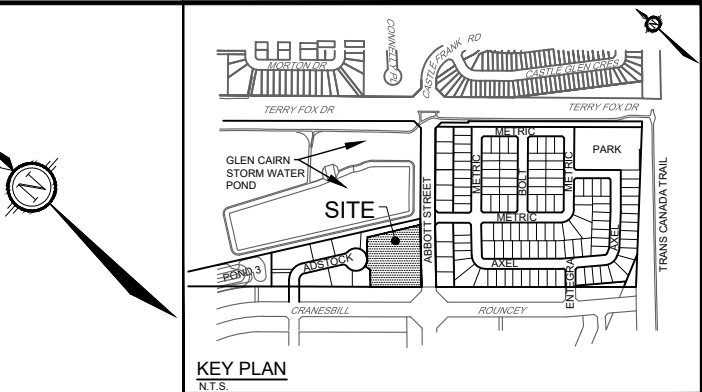 N
MORTON DR
CONNELLY PL
CASTLE FRANK RD
CASTLE GLEN CRES
TERRY FOX DR
TERRY FOX DR
GLEN CAIRN
STORM WATER
POND
SITE
ABBOTT STREET
METRIC
METRIC
BOLT
METRIC
METRIC
PARK
AXEL
AXEL
ENTEGRA
TRANS CANADA TRAIL
POND 3
ADSTOCK
CRANESBILL
ROUNCEY
KEY PLAN
N.T.S.